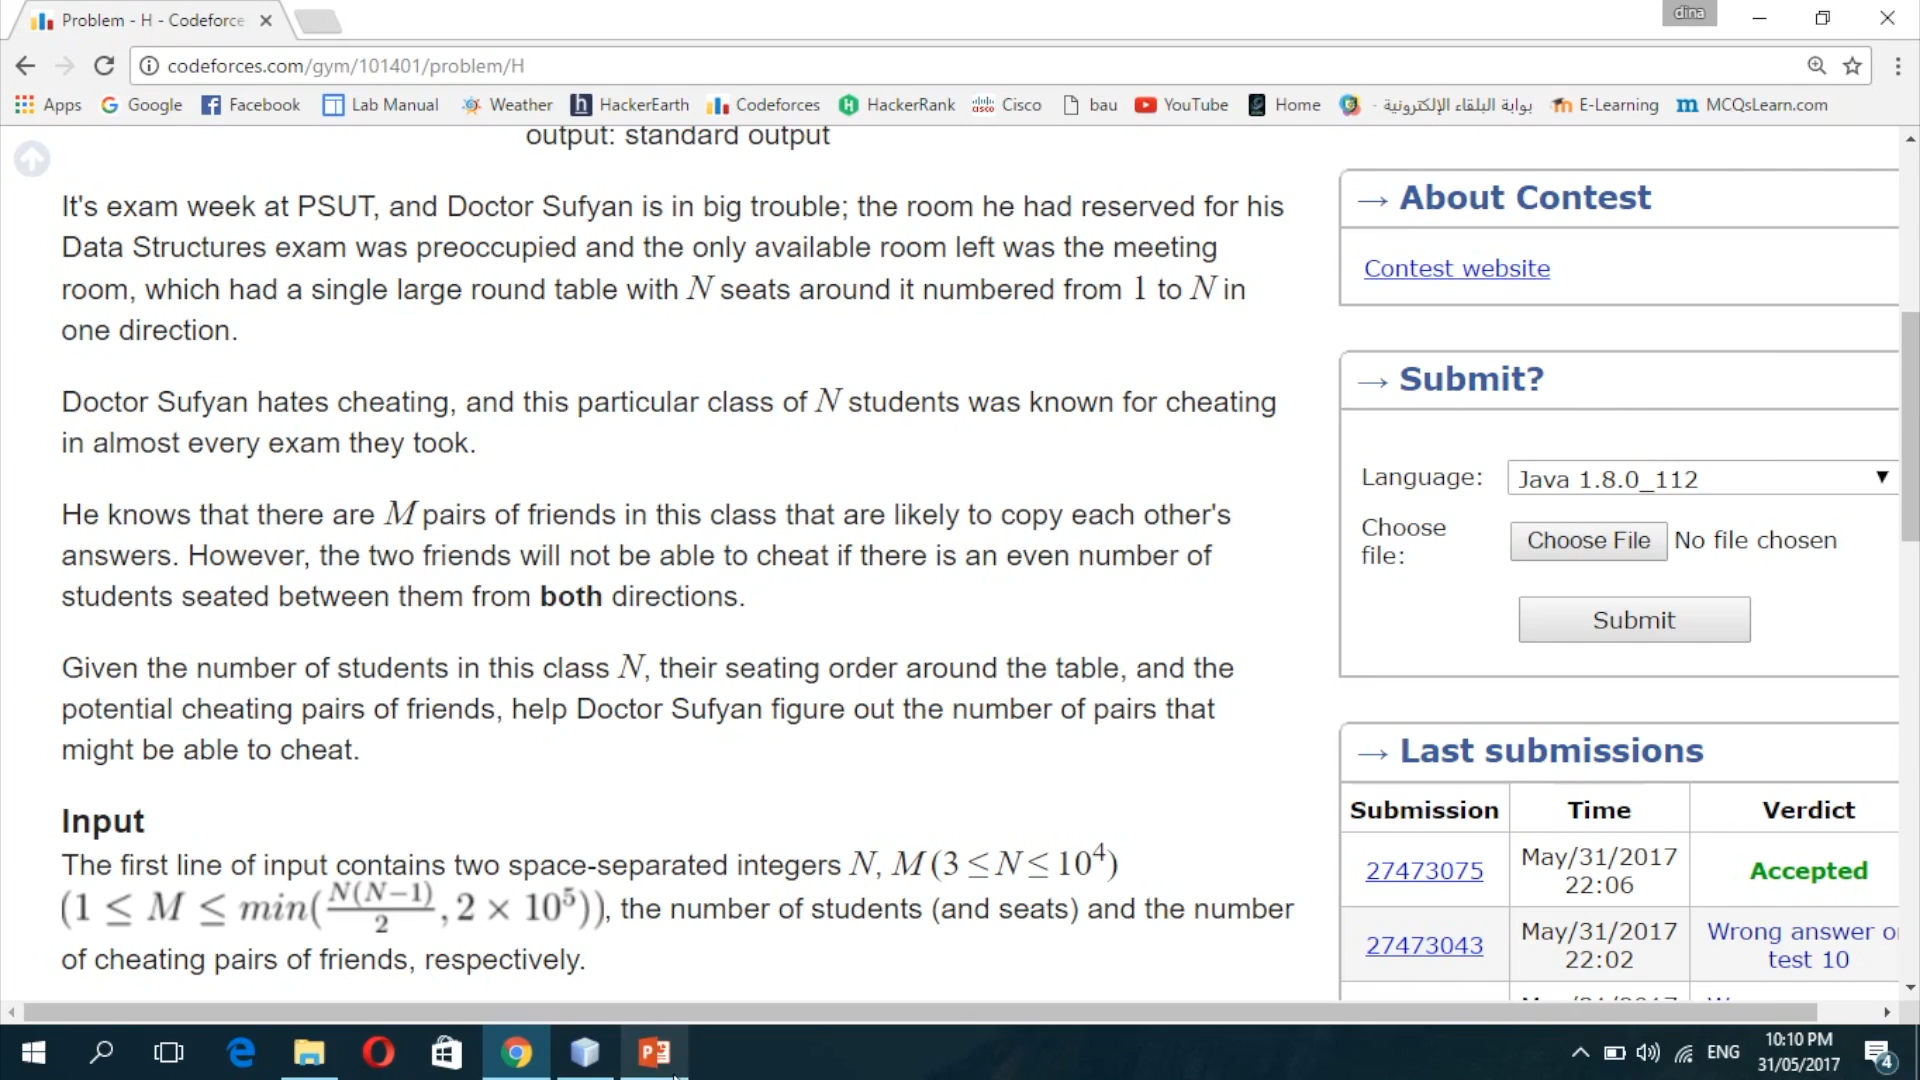 Problem - H - Codeforce
dina
codeforces.com/gym/101401/problem/H
Apps Google Facebook Lab Manual Weather HackerEarth Codeforces HackerRank Cisco bau YouTube Home بوابة البلقاء الإلكترونية - E-Learning MCQsLearn.com
output: standard output
It's exam week at PSUT, and Doctor Sufyan is in big trouble; the room he had reserved for his
Data Structures exam was preoccupied and the only available room left was the meeting
room, which had a single large round table with N seats around it numbered from 1 to N in
one direction.
Doctor Sufyan hates cheating, and this particular class of N students was known for cheating
in almost every exam they took.
He knows that there are M pairs of friends in this class that are likely to copy each other's
answers. However, the two friends will not be able to cheat if there is an even number of
students seated between them from both directions.
Given the number of students in this class N, their seating order around the table, and the
potential cheating pairs of friends, help Doctor Sufyan figure out the number of pairs that
might be able to cheat.
Input
The first line of input contains two space-separated integers N, M (3 ≤ N ≤ 10^4)
(1 ≤ M ≤ min(N(N−1)/2, 2 × 10^5)), the number of students (and seats) and the number
of cheating pairs of friends, respectively.
→ About Contest
Contest website
→ Submit?
Language: Java 1.8.0_112
Choose
file: Choose File No file chosen
Submit
→ Last submissions
Submission Time Verdict
27473075 May/31/2017
22:06 Accepted
27473043 May/31/2017
22:02 Wrong answer o
test 10
ENG
10:10 PM
31/05/2017
4